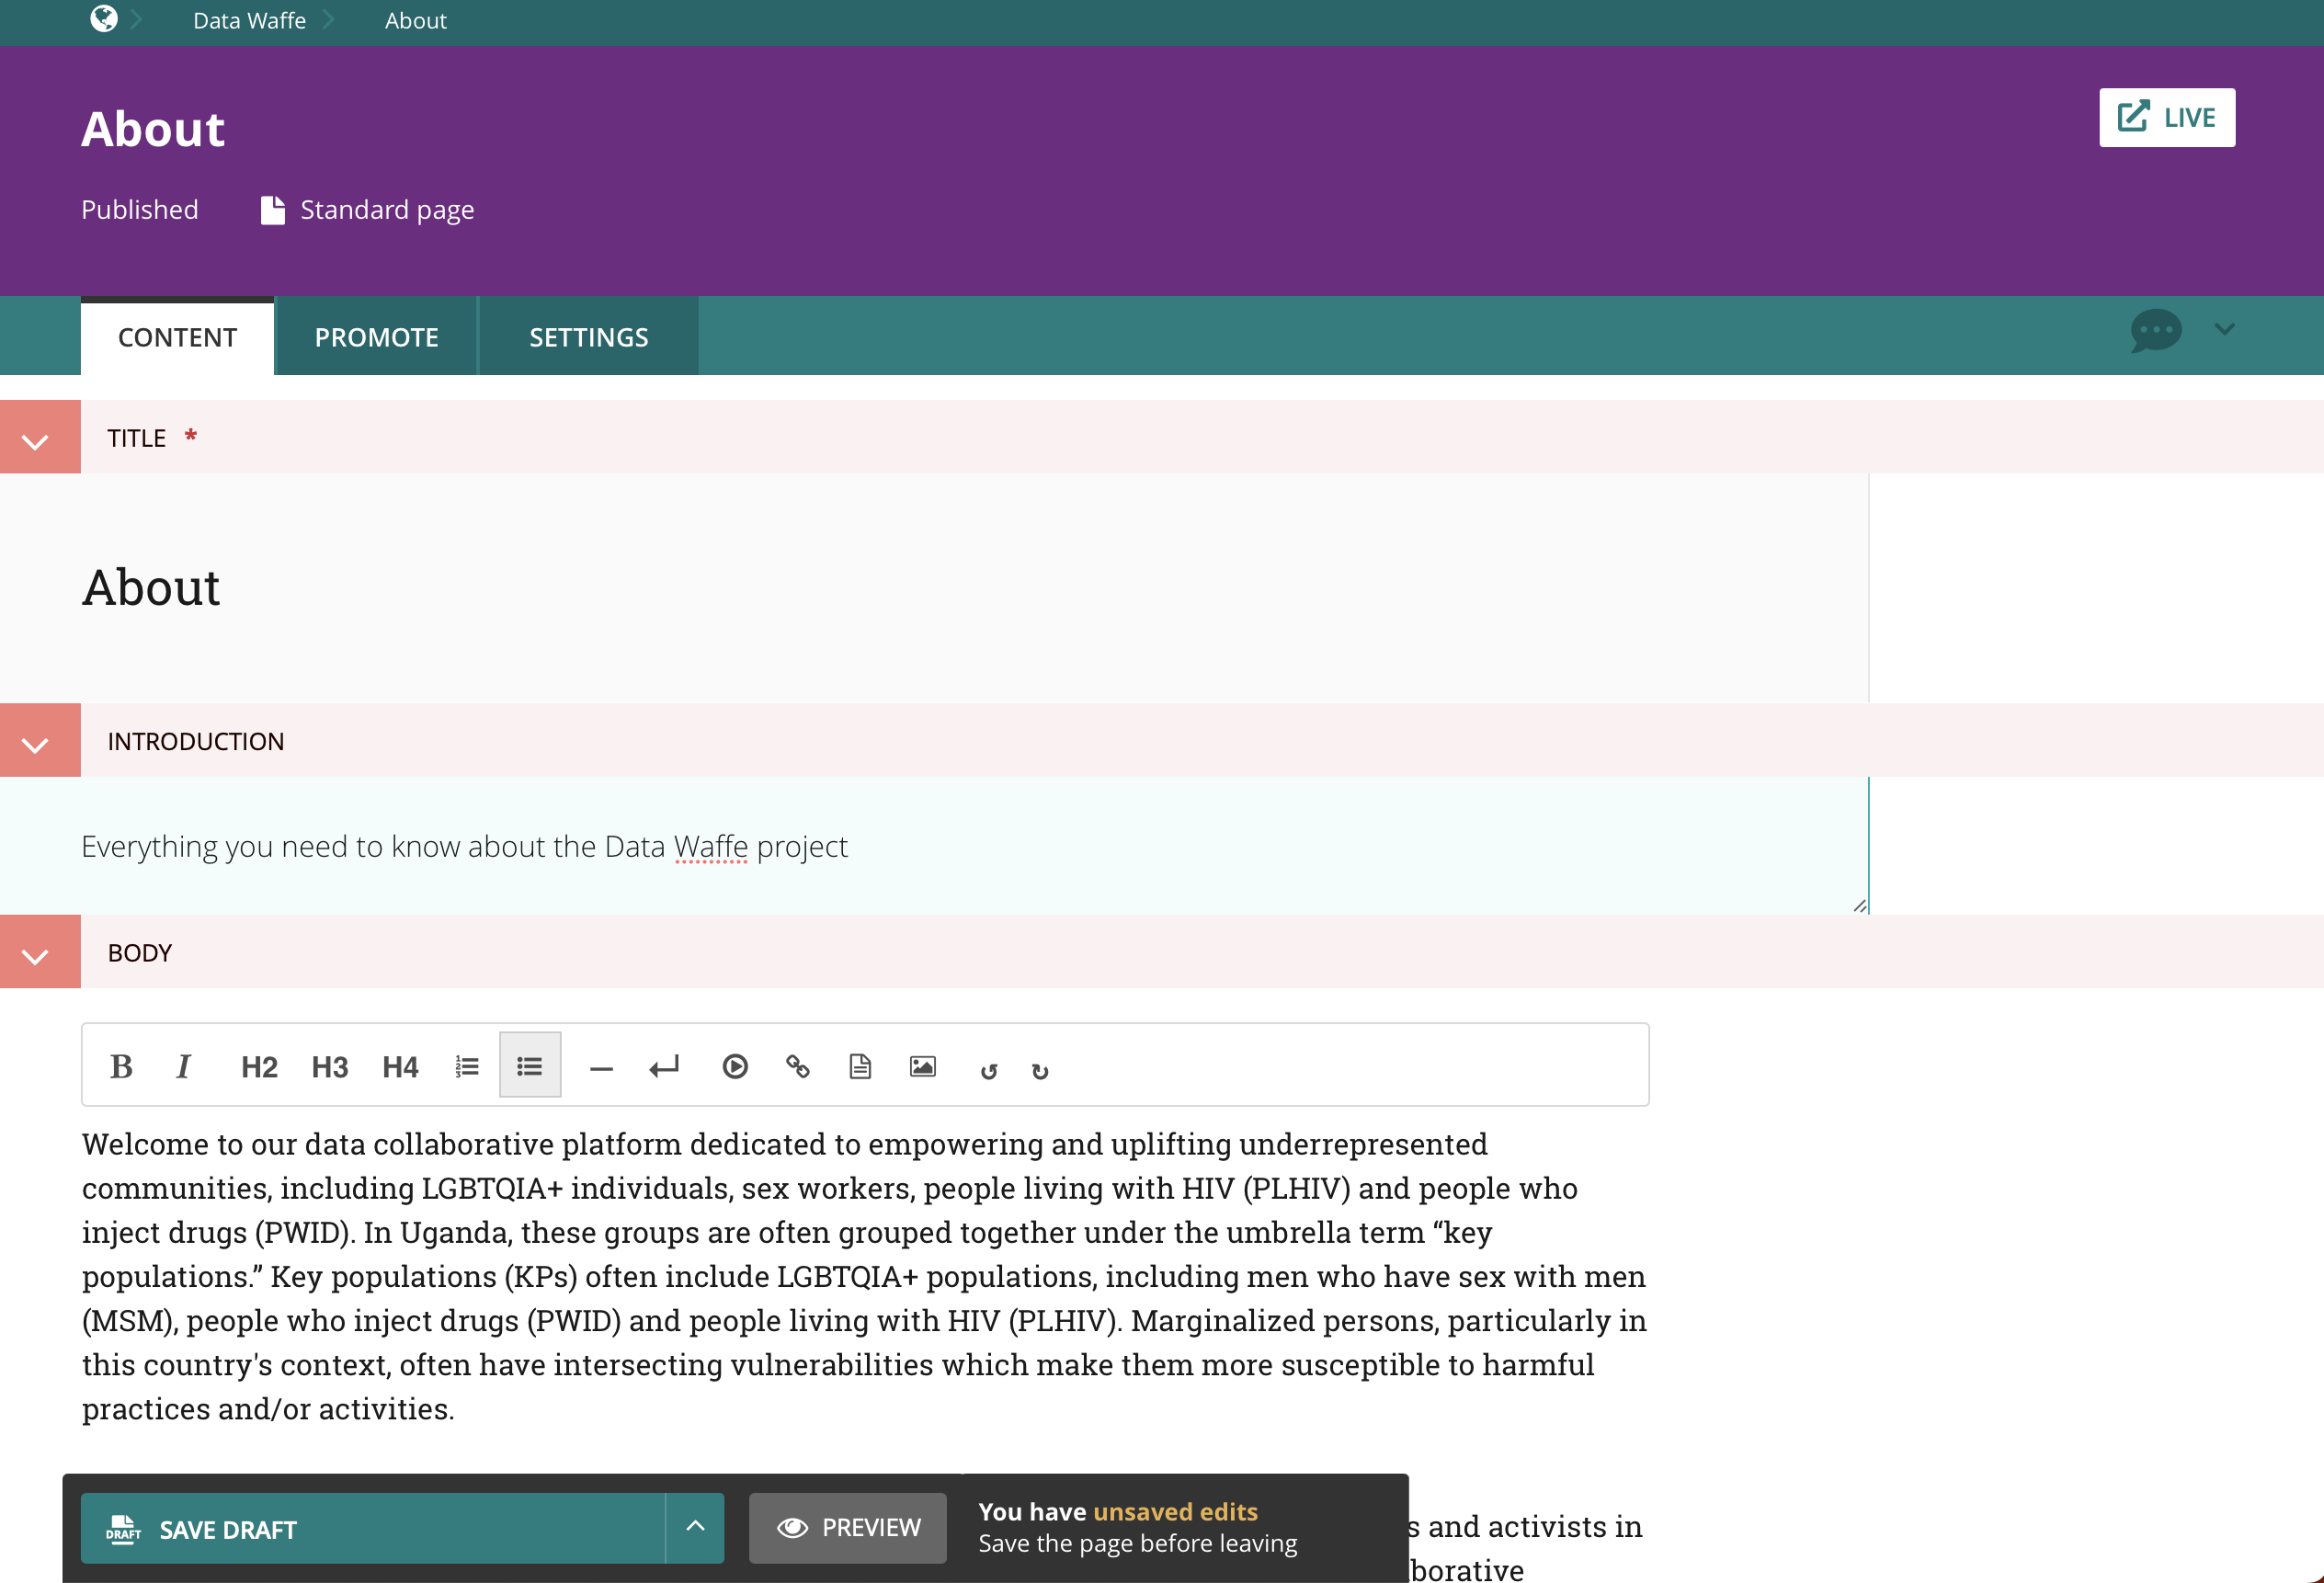 Data Waffe About
About
LIVE
Published Standard page
CONTENT PROMOTE SETTINGS
TITLE *
About
INTRODUCTION
Everything you need to know about the Data Waffe project
BODY
B I H2 H3 H4
Welcome to our data collaborative platform dedicated to empowering and uplifting underrepresented
communities, including LGBTQIA+ individuals, sex workers, people living with HIV (PLHIV) and people who
inject drugs (PWID). In Uganda, these groups are often grouped together under the umbrella term “key
populations.” Key populations (KPs) often include LGBTQIA+ populations, including men who have sex with men
(MSM), people who inject drugs (PWID) and people living with HIV (PLHIV). Marginalized persons, particularly in
this country's context, often have intersecting vulnerabilities which make them more susceptible to harmful
practices and/or activities.
DRAFT SAVE DRAFT
PREVIEW
You have unsaved edits
Save the page before leaving
and activists in